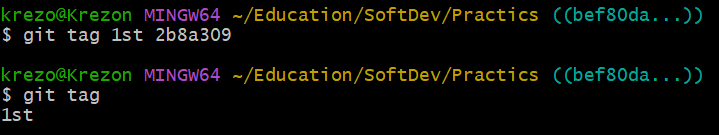 krezo@Krezon MINGW64 ~/Education/SoftDev/Practics ((bef80da...))
$ git tag 1st 2b8a309
krezo@Krezon MINGW64 ~/Education/SoftDev/Practics ((bef80da...))
$ git tag
1st